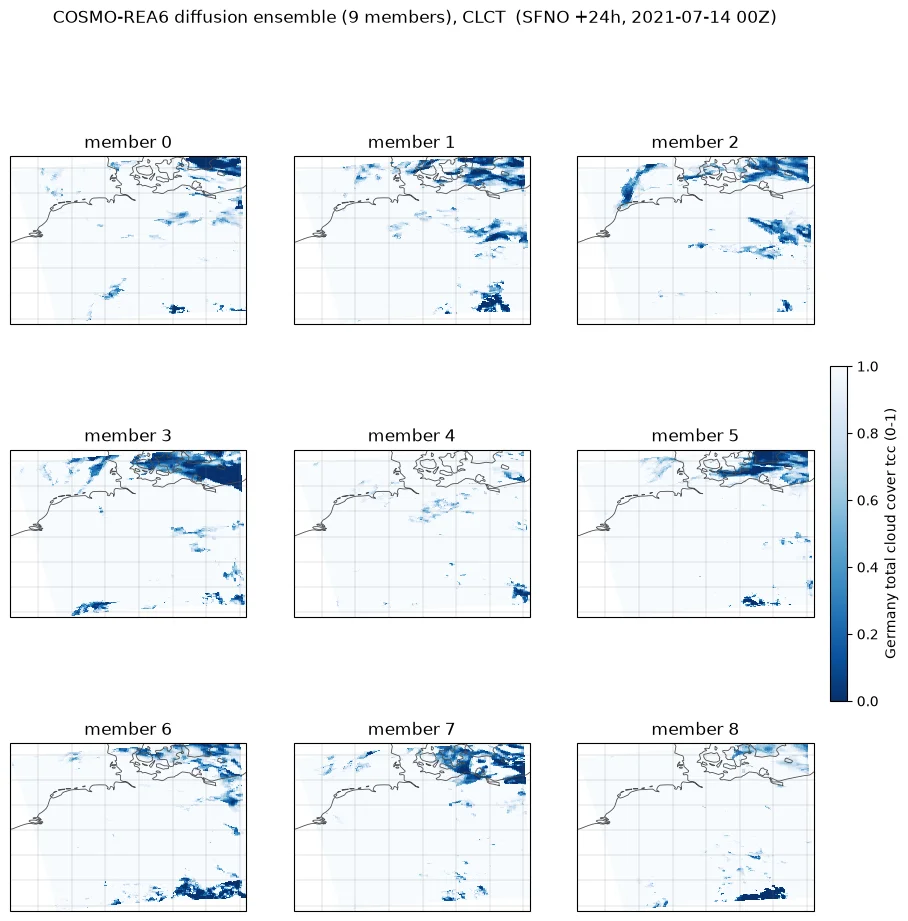 COSMO-REA6 diffusion ensemble (9 members), CLCT  (SFNO +24h, 2021-07-14 00Z)
member 0
member 1
member 2
member 3
member 4
member 5
1.0
0.8
0.6
0.4
0.2
0.0
Germany total cloud cover tcc (0-1)
member 6
member 7
member 8